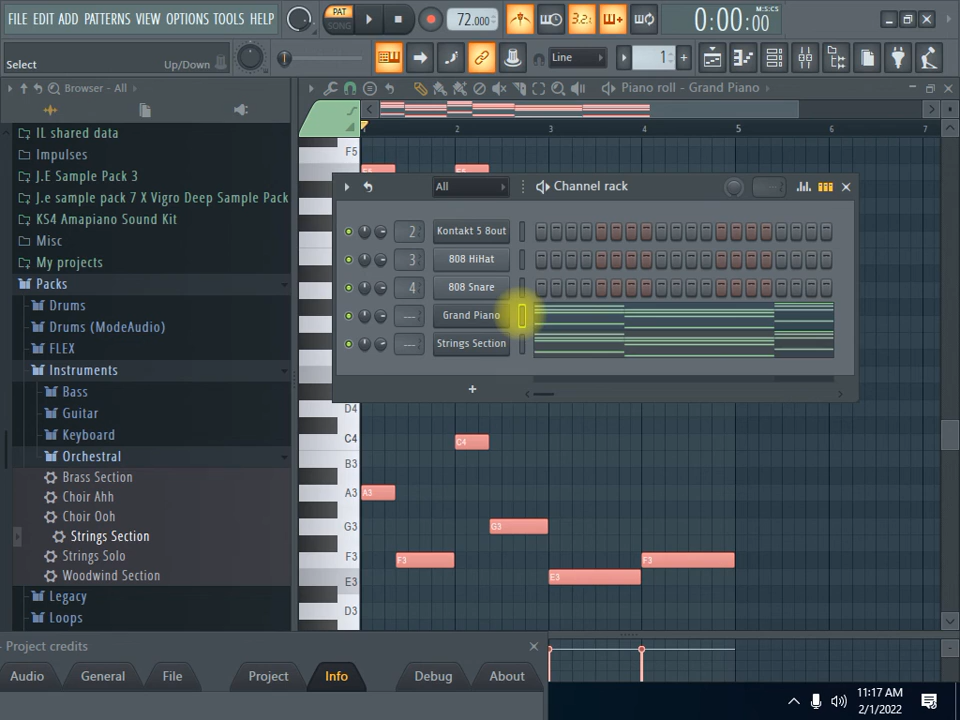 FILE EDIT ADD PATTERNS VIEW OPTIONS TOOLS HELP
PAT
SONG
72.000
3.2.
0:00:00
M:S:CS
Select
Up/Down
Line
1
Browser - All
Piano roll - Grand Piano
IL shared data
Impulses
J.E Sample Pack 3
J.e sample pack 7 X Vigro Deep Sample Pack
KS4 Amapiano Sound Kit
Misc
My projects
Packs
Drums
Drums (ModeAudio)
FLEX
Instruments
Bass
Guitar
Keyboard
Orchestral
Brass Section
Choir Ahh
Choir Ooh
Strings Section
Strings Solo
Woodwind Section
Legacy
Loops
1 2 3 4 5 6 7
F5
All
Channel rack
2 Kontakt 5 8out
3 808 HiHat
4 808 Snare
--- Grand Piano
--- Strings Section
+
D4
C4
C4
B3
A3
A3
G3
G3
F3
F3
F3
E3
E3
D3
Project credits
Audio General File Project Info Debug About
11:17 AM
2/1/2022